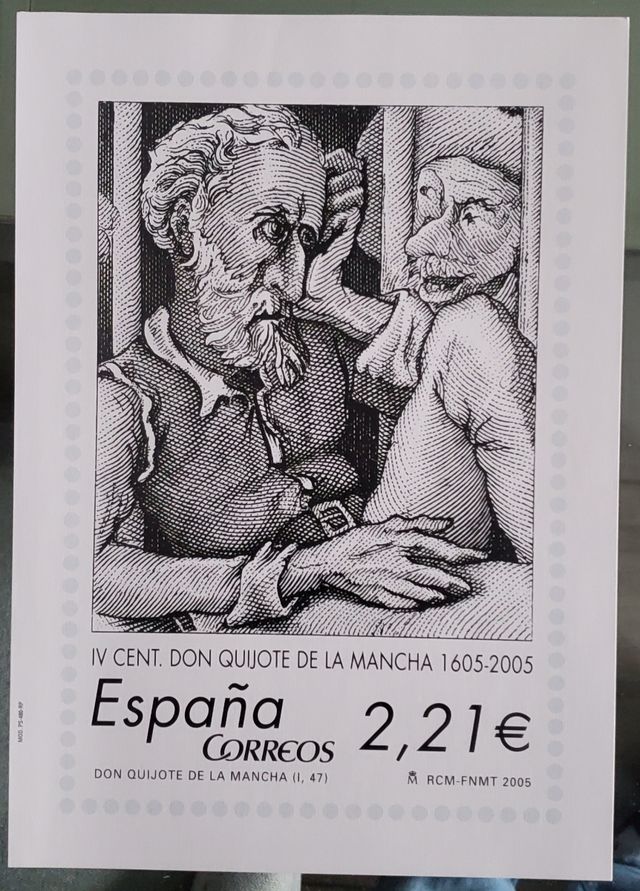 IV CENT. DON QUIJOTE DE LA MANCHA 1605-2005
España
2,21€
CORREOS
DON QUIJOTE DE LA MANCHA (I, 47)
RCM-FNMT 2005